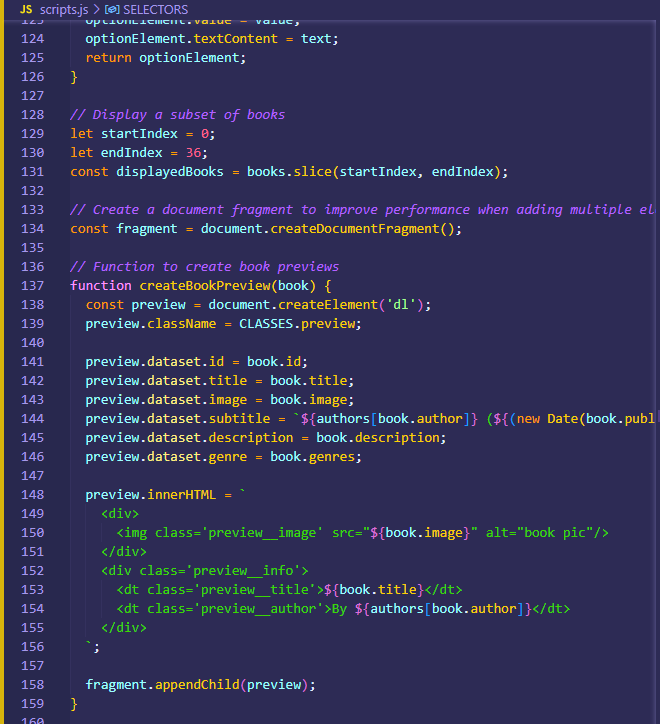 JS scripts.js > SELECTORS
123 optionElement.value = value;
124 optionElement.textContent = text;
125 return optionElement;
126 }
127
128 // Display a subset of books
129 let startIndex = 0;
130 let endIndex = 36;
131 const displayedBooks = books.slice(startIndex, endIndex);
132
133 // Create a document fragment to improve performance when adding multiple el
134 const fragment = document.createDocumentFragment();
135
136 // Function to create book previews
137 function createBookPreview(book) {
138 const preview = document.createElement('dl');
139 preview.className = CLASSES.preview;
140
141 preview.dataset.id = book.id;
142 preview.dataset.title = book.title;
143 preview.dataset.image = book.image;
144 preview.dataset.subtitle = `${authors[book.author]} (${(new Date(book.publ
145 preview.dataset.description = book.description;
146 preview.dataset.genre = book.genres;
147
148 preview.innerHTML = `
149 <div>
150 <img class='preview__image' src="${book.image}" alt="book pic"/>
151 </div>
152 <div class='preview__info'>
153 <dt class='preview__title'>${book.title}</dt>
154 <dt class='preview__author'>By ${authors[book.author]}</dt>
155 </div>
156 `;
157
158 fragment.appendChild(preview);
159 }
160